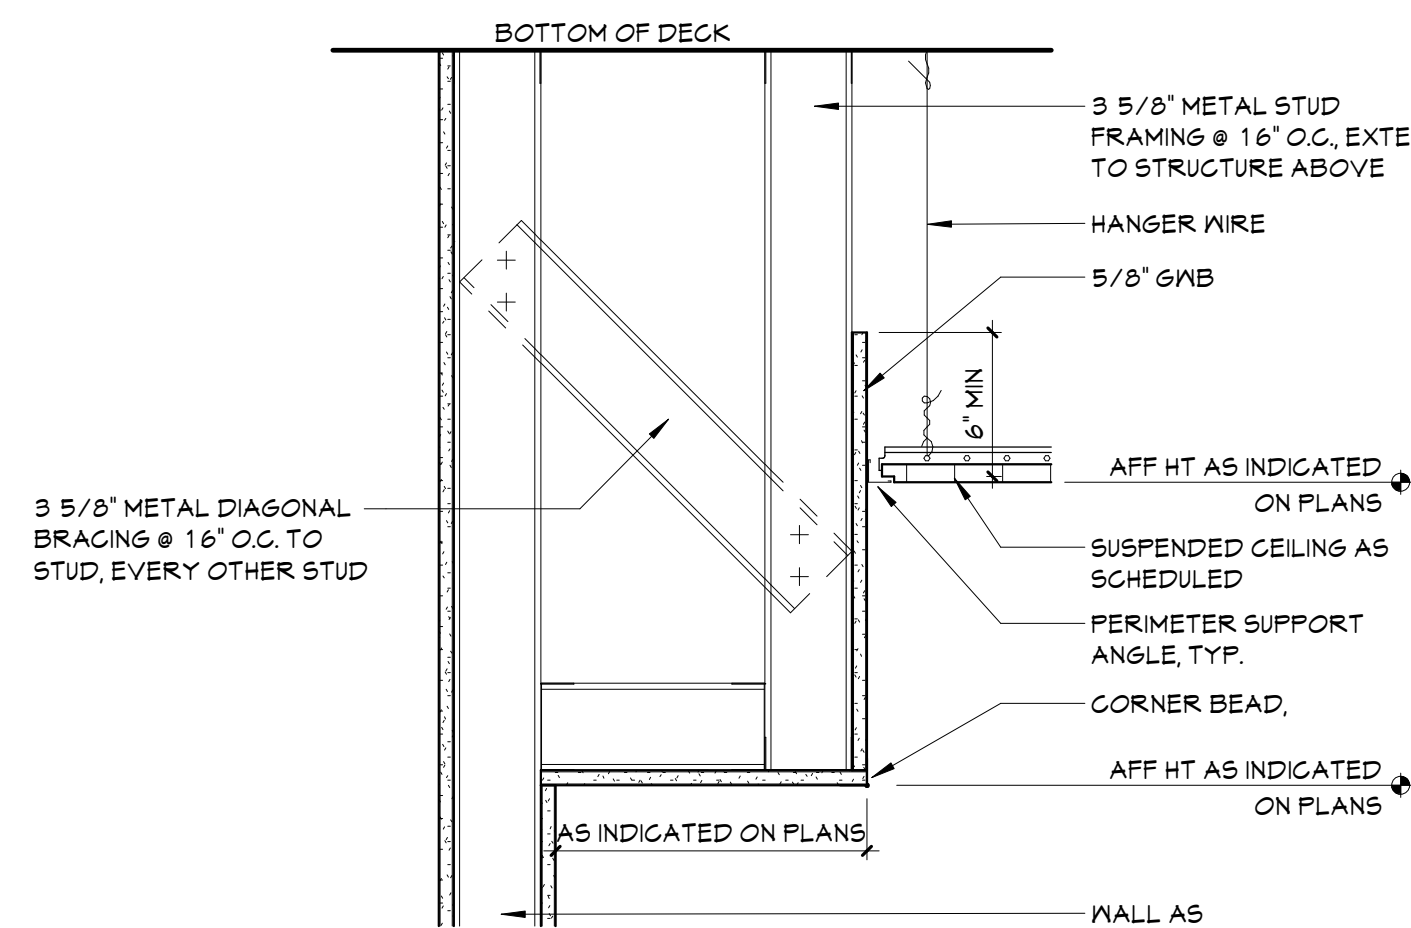 BOTTOM OF DECK
3 5/8" METAL STUD
FRAMING @ 16" O.C., EXTE
TO STRUCTURE ABOVE
HANGER WIRE
5/8" GWB
6" MIN
AFF HT AS INDICATED
ON PLANS
3 5/8" METAL DIAGONAL
BRACING @ 16" O.C. TO
STUD, EVERY OTHER STUD
SUSPENDED CEILING AS
SCHEDULED
PERIMETER SUPPORT
ANGLE, TYP.
CORNER BEAD,
AFF HT AS INDICATED
ON PLANS
AS INDICATED ON PLANS
WALL AS